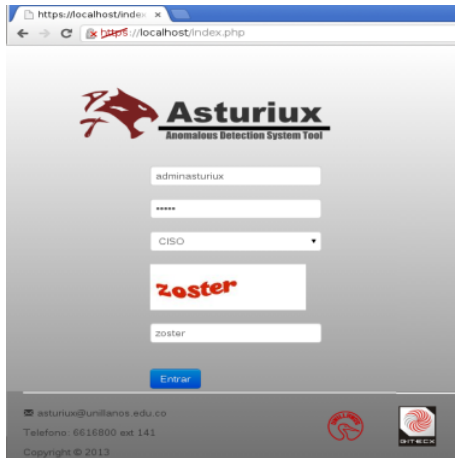 https://localhost/index
https://localhost/index.php
Asturiux
Anomalous Detection System Tool
adminasturiux
•••••
CISO
zoster
zoster
Entrar
asturiux@unillanos.edu.co
Telefono: 6616800 ext 141
Copyright © 2013
UNILLANOS
GITECX